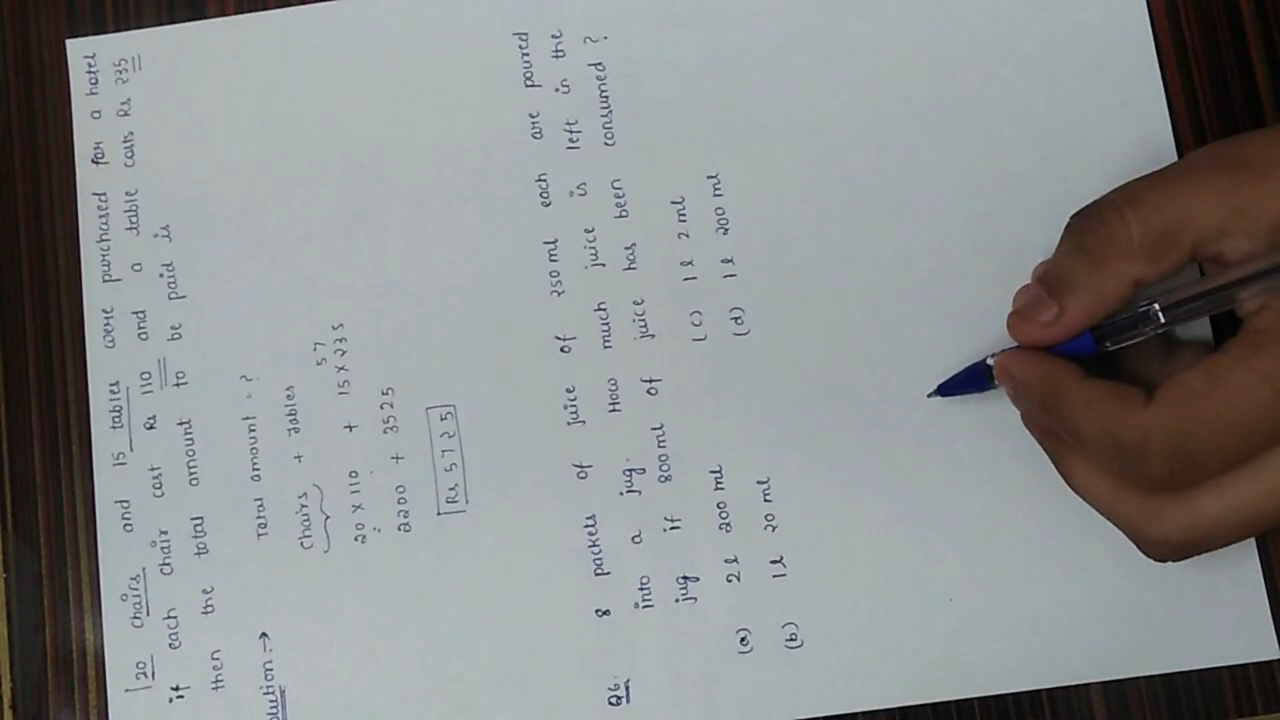 20 chairs and 15 tables were purchased for a hotel
if each chair cost Rs 110 and a table costs Rs 235
then the total amount to be paid is
olution :→
Total amount = ?
Chairs + tables
20 × 110 + 15 × 235
57
2200 + 3525
Rs 5725
Q6. 8 packets of juice of 250 ml each are poured
into a jug. How much juice is left in the
jug if 800 ml of juice has been consumed ?
(a) 2 l 200 ml (c) 1 l 2 ml
(b) 1 l 20 ml (d) 1 l 200 ml